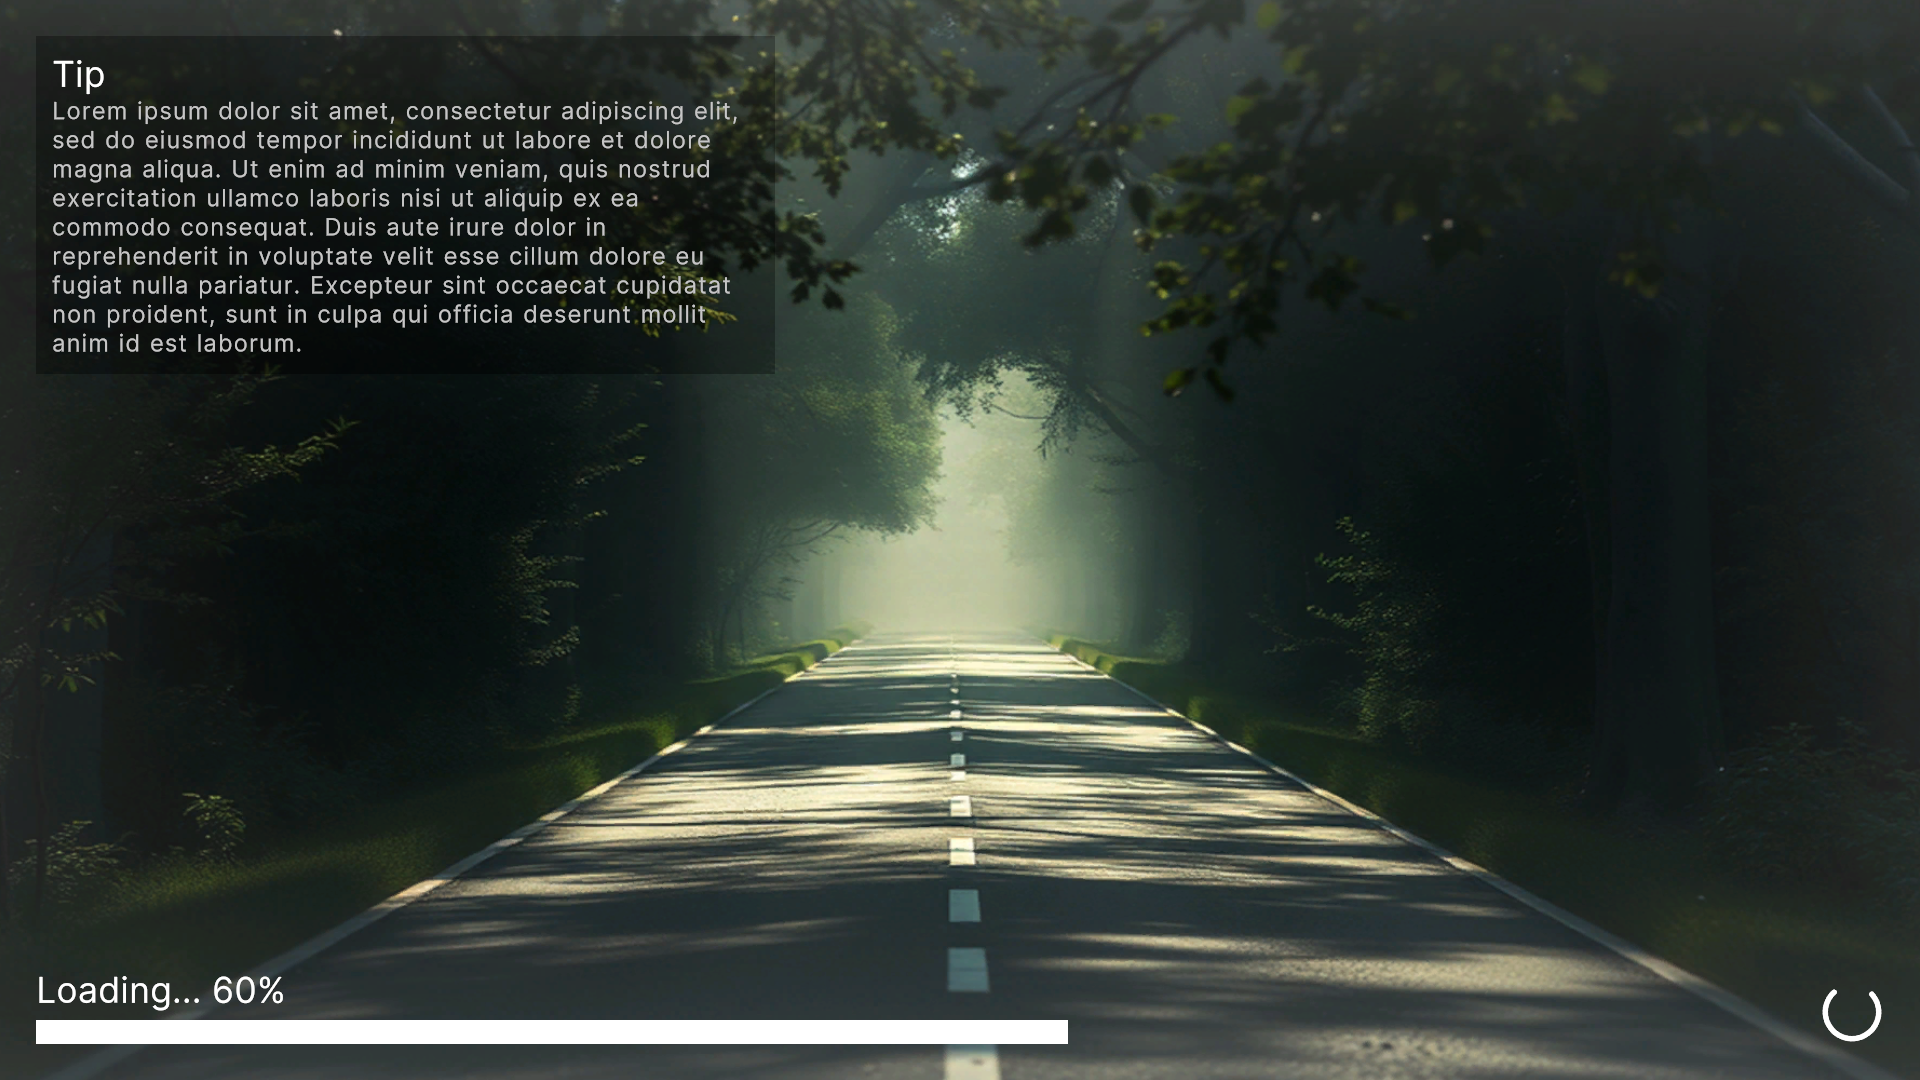 Tip
Lorem ipsum dolor sit amet, consectetur adipiscing elit,
sed do eiusmod tempor incididunt ut labore et dolore
magna aliqua. Ut enim ad minim veniam, quis nostrud
exercitation ullamco laboris nisi ut aliquip ex ea
commodo consequat. Duis aute irure dolor in
reprehenderit in voluptate velit esse cillum dolore eu
fugiat nulla pariatur. Excepteur sint occaecat cupidatat
non proident, sunt in culpa qui officia deserunt mollit
anim id est laborum.
Loading... 60%